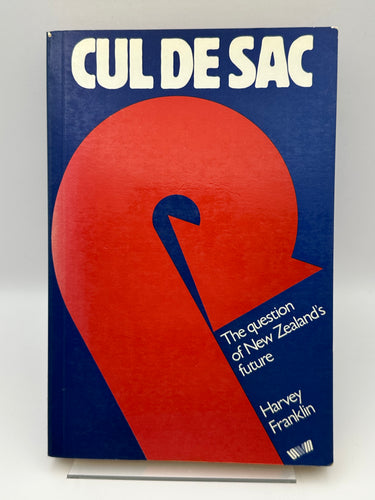 CUL DE SAC
The question
of New Zealand's
future
Harvey
Franklin